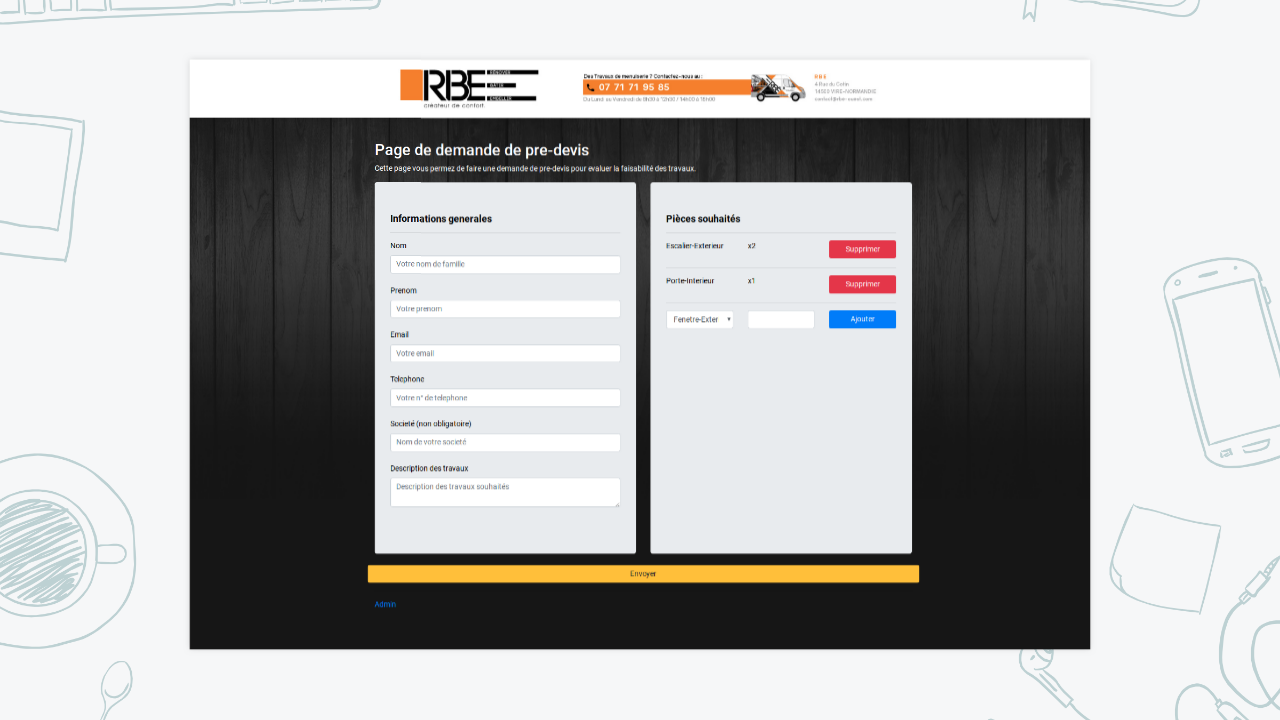 RBE
créateur de confort
Des Travaux de menuiserie ? Contactez-nous au :
07 71 71 95 85
Du Lundi au Vendredi de 8h30 à 12h00 / 14h00 à 18h00
RBE
14500 VIRE-NORMANDIE
Page de demande de pre-devis
Cette page vous permez de faire une demande de pre-devis pour evaluer la faisabilité des travaux.
Informations generales
Nom
Votre nom de famille
Prenom
Votre prenom
Email
Votre email
Telephone
Votre n° de telephone
Societé (non obligatoire)
Nom de votre societé
Description des travaux
Description des travaux souhaités
Pièces souhaités
Escalier-Exterieur x2 Supprimer
Porte-Interieur x1 Supprimer
Fenetre-Exter Ajouter
Envoyer
Admin